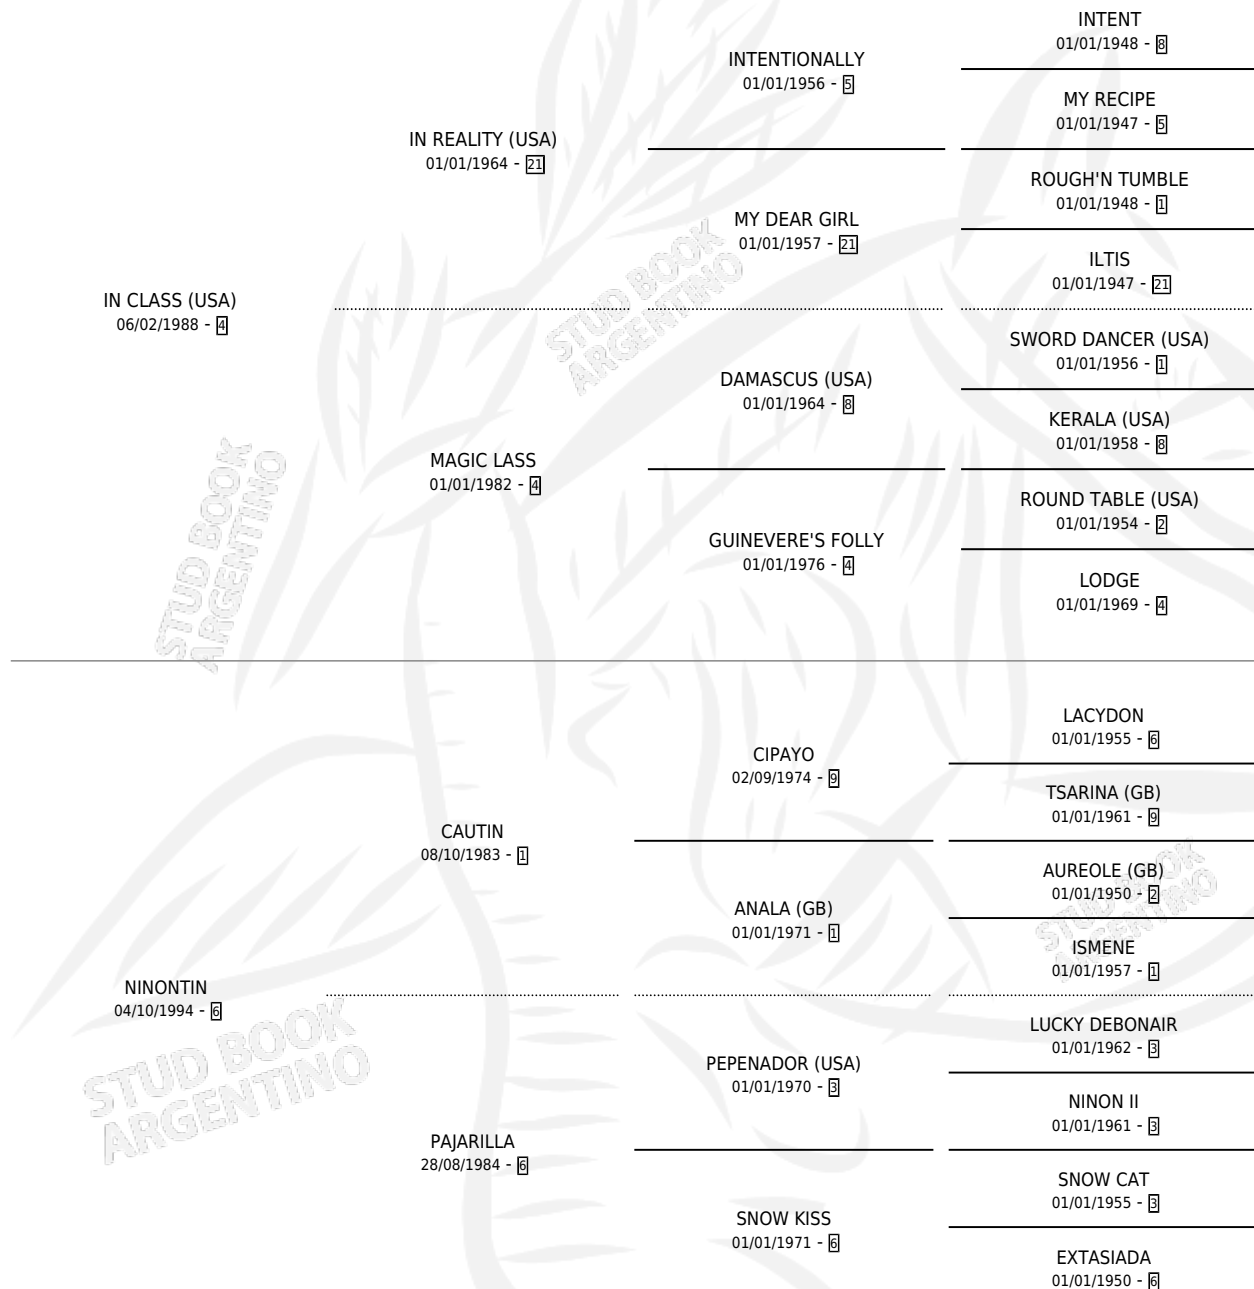 INTENT
01/01/1948 - 8
INTENTIONALLY
01/01/1956 - 5
MY RECIPE
01/01/1947 - 5
IN REALITY (USA)
01/01/1964 - 21
ROUGH'N TUMBLE
01/01/1948 - 1
MY DEAR GIRL
01/01/1957 - 21
ILTIS
01/01/1947 - 21
IN CLASS (USA)
06/02/1988 - 4
SWORD DANCER (USA)
01/01/1956 - 1
DAMASCUS (USA)
01/01/1964 - 8
KERALA (USA)
01/01/1958 - 8
MAGIC LASS
01/01/1982 - 4
ROUND TABLE (USA)
01/01/1954 - 2
GUINEVERE'S FOLLY
01/01/1976 - 4
LODGE
01/01/1969 - 4
LACYDON
01/01/1955 - 6
CIPAYO
02/09/1974 - 9
TSARINA (GB)
01/01/1961 - 9
CAUTIN
08/10/1983 - 1
AUREOLE (GB)
01/01/1950 - 2
ANALA (GB)
01/01/1971 - 1
ISMENE
01/01/1957 - 1
NINONTIN
04/10/1994 - 6
LUCKY DEBONAIR
01/01/1962 - 3
PEPENADOR (USA)
01/01/1970 - 3
NINON II
01/01/1961 - 3
PAJARILLA
28/08/1984 - 6
SNOW CAT
01/01/1955 - 3
SNOW KISS
01/01/1971 - 6
EXTASIADA
01/01/1950 - 6
STUD BOOK
ARGENTINO
STUD BOOK
ARGENTINO
STUD BOOK
ARGENTINO
STUD BOOK
ARGENTINO